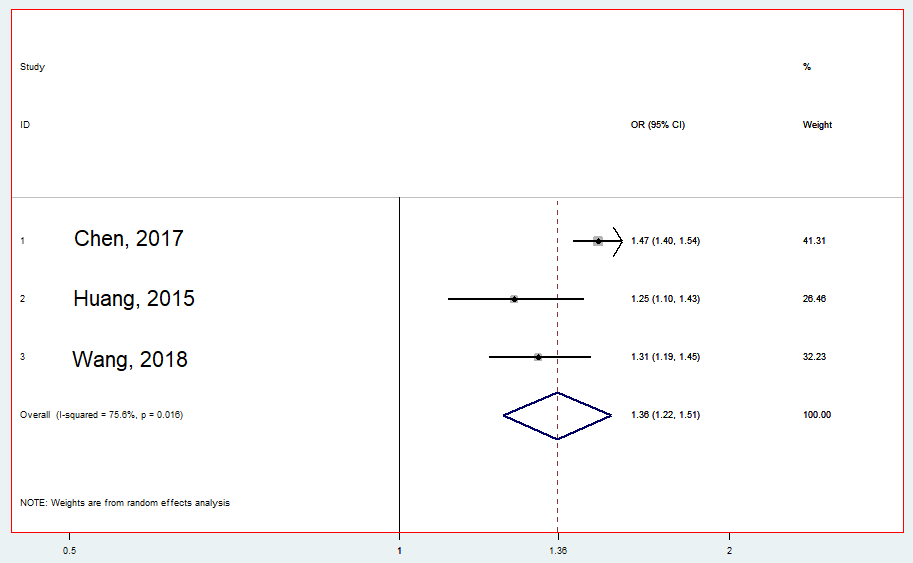 Study %
ID OR (95% CI) Weight
1 Chen, 2017 1.47 (1.40, 1.54) 41.31
2 Huang, 2015 1.25 (1.10, 1.43) 26.46
3 Wang, 2018 1.31 (1.19, 1.45) 32.23
Overall (I-squared = 75.6%, p = 0.016) 1.36 (1.22, 1.51) 100.00
NOTE: Weights are from random effects analysis
0.5 1 1.36 2